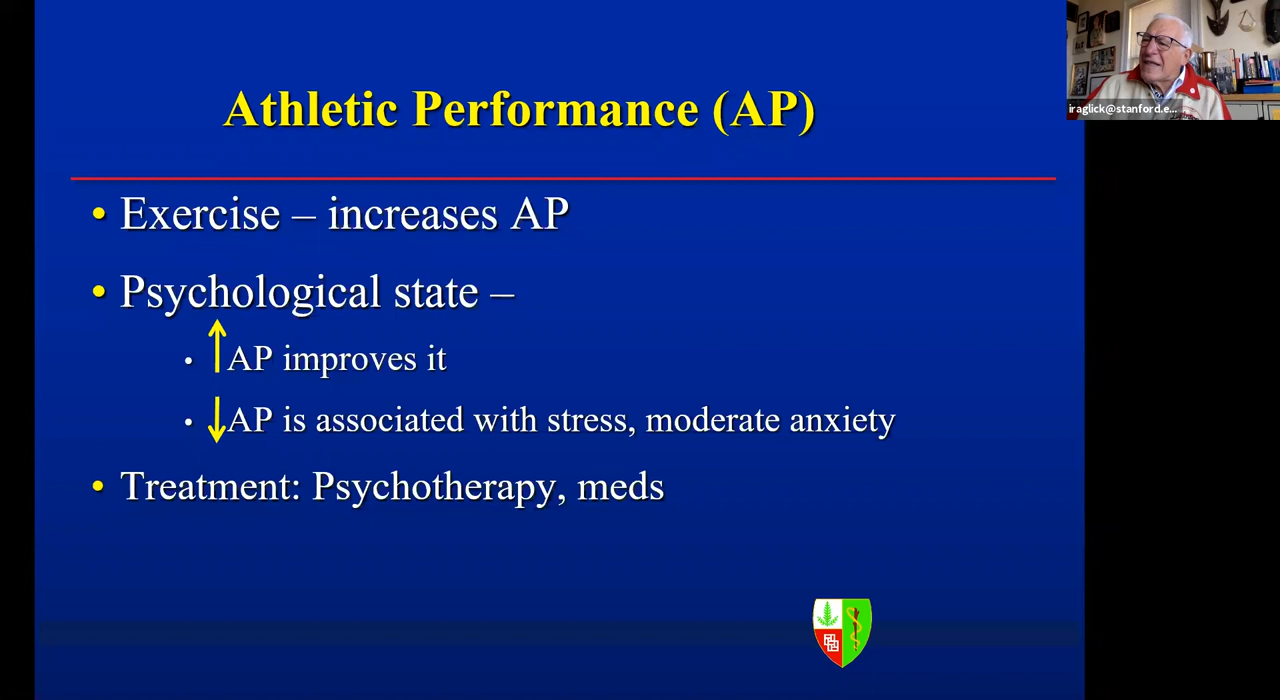 Athletic Performance (AP)
iraglick@stanford.e...
• Exercise – increases AP
• Psychological state –
• ↑ AP improves it
• ↓ AP is associated with stress, moderate anxiety
• Treatment: Psychotherapy, meds